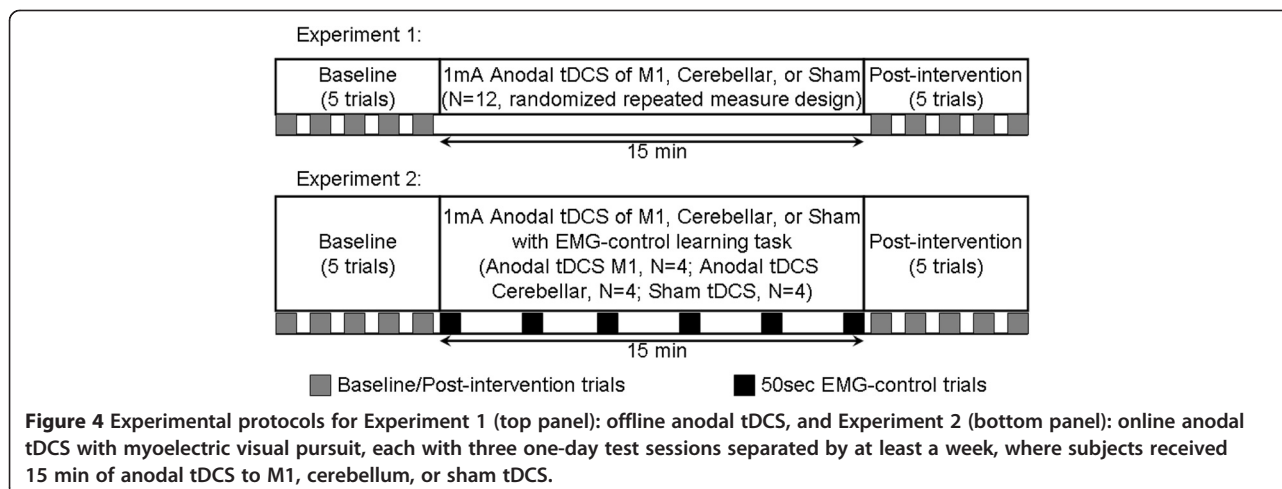 Experiment 1:
Baseline
(5 trials)
1mA Anodal tDCS of M1, Cerebellar, or Sham
(N=12, randomized repeated measure design)
Post-intervention
(5 trials)
15 min
Experiment 2:
Baseline
(5 trials)
1mA Anodal tDCS of M1, Cerebellar, or Sham
with EMG-control learning task
(Anodal tDCS M1, N=4; Anodal tDCS
Cerebellar, N=4; Sham tDCS, N=4)
Post-intervention
(5 trials)
15 min
Baseline/Post-intervention trials
50sec EMG-control trials
Figure 4 Experimental protocols for Experiment 1 (top panel): offline anodal tDCS, and Experiment 2 (bottom panel): online anodal
tDCS with myoelectric visual pursuit, each with three one-day test sessions separated by at least a week, where subjects received
15 min of anodal tDCS to M1, cerebellum, or sham tDCS.